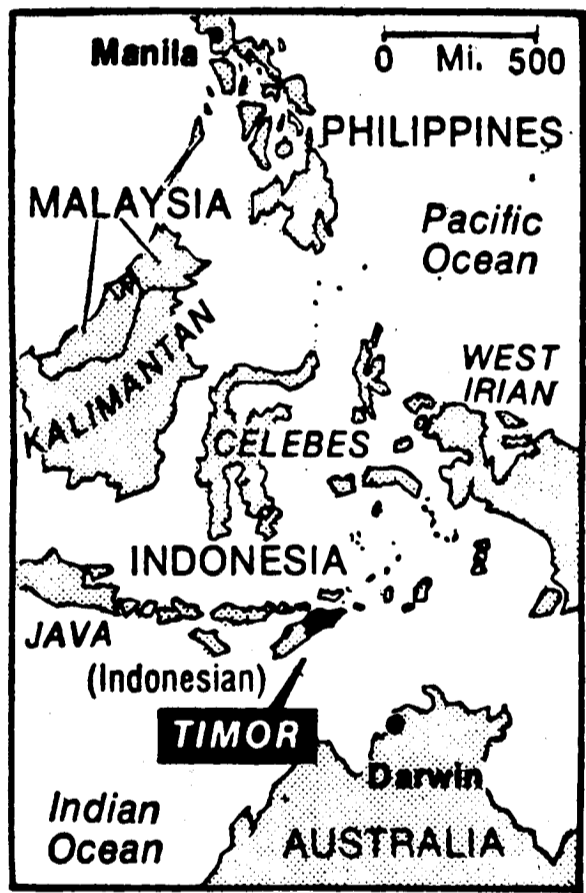 Manila
0 Mi. 500
PHILIPPINES
MALAYSIA
Pacific
Ocean
KALIMANTAN
WEST
IRIAN
CELEBES
INDONESIA
JAVA
(Indonesian)
TIMOR
Darwin
Indian
Ocean
AUSTRALIA